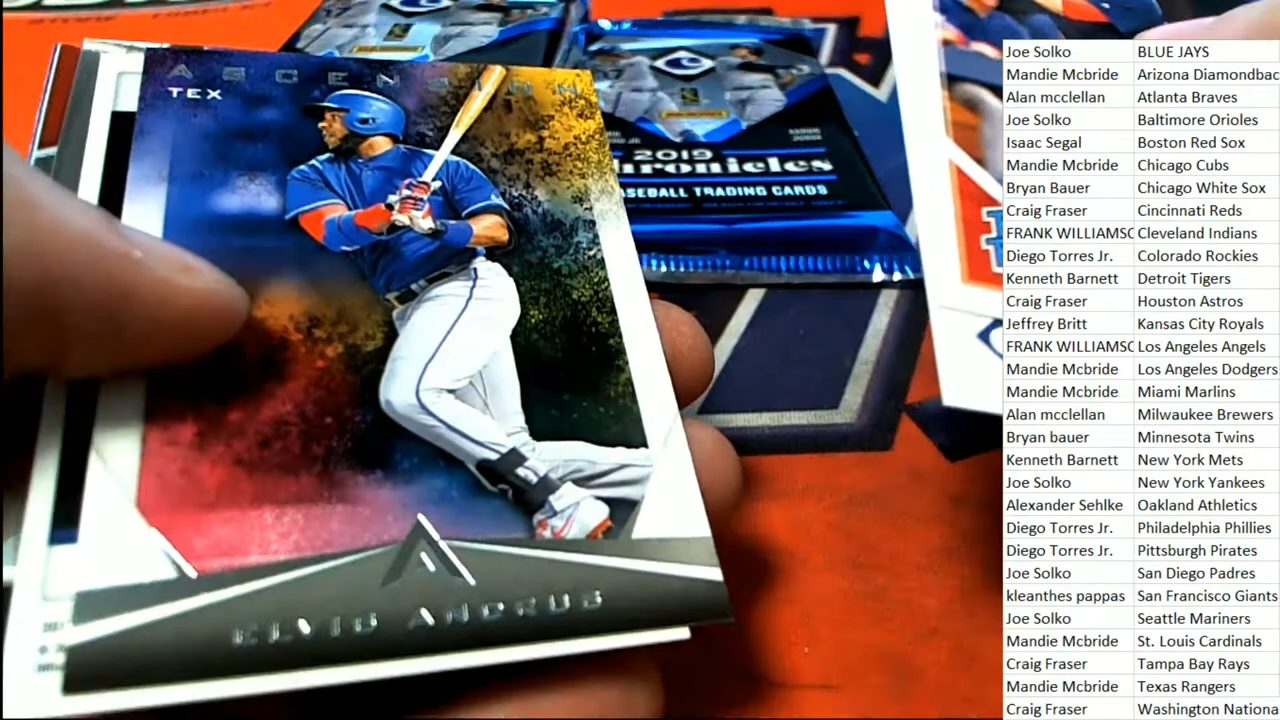 ASCENSION
TEX
ELVIS ANDRUS
2019
Chronicles
BASEBALL TRADING CARDS
Joe Solko BLUE JAYS
Mandie Mcbride Arizona Diamondbac
Alan mcclellan Atlanta Braves
Joe Solko Baltimore Orioles
Isaac Segal Boston Red Sox
Mandie Mcbride Chicago Cubs
Bryan Bauer Chicago White Sox
Craig Fraser Cincinnati Reds
FRANK WILLIAMSC Cleveland Indians
Diego Torres Jr. Colorado Rockies
Kenneth Barnett Detroit Tigers
Craig Fraser Houston Astros
Jeffrey Britt Kansas City Royals
FRANK WILLIAMSC Los Angeles Angels
Mandie Mcbride Los Angeles Dodgers
Mandie Mcbride Miami Marlins
Alan mcclellan Milwaukee Brewers
Bryan bauer Minnesota Twins
Kenneth Barnett New York Mets
Joe Solko New York Yankees
Alexander Sehlke Oakland Athletics
Diego Torres Jr. Philadelphia Phillies
Diego Torres Jr. Pittsburgh Pirates
Joe Solko San Diego Padres
kleanthes pappas San Francisco Giants
Joe Solko Seattle Mariners
Mandie Mcbride St. Louis Cardinals
Craig Fraser Tampa Bay Rays
Mandie Mcbride Texas Rangers
Craig Fraser Washington Nationa